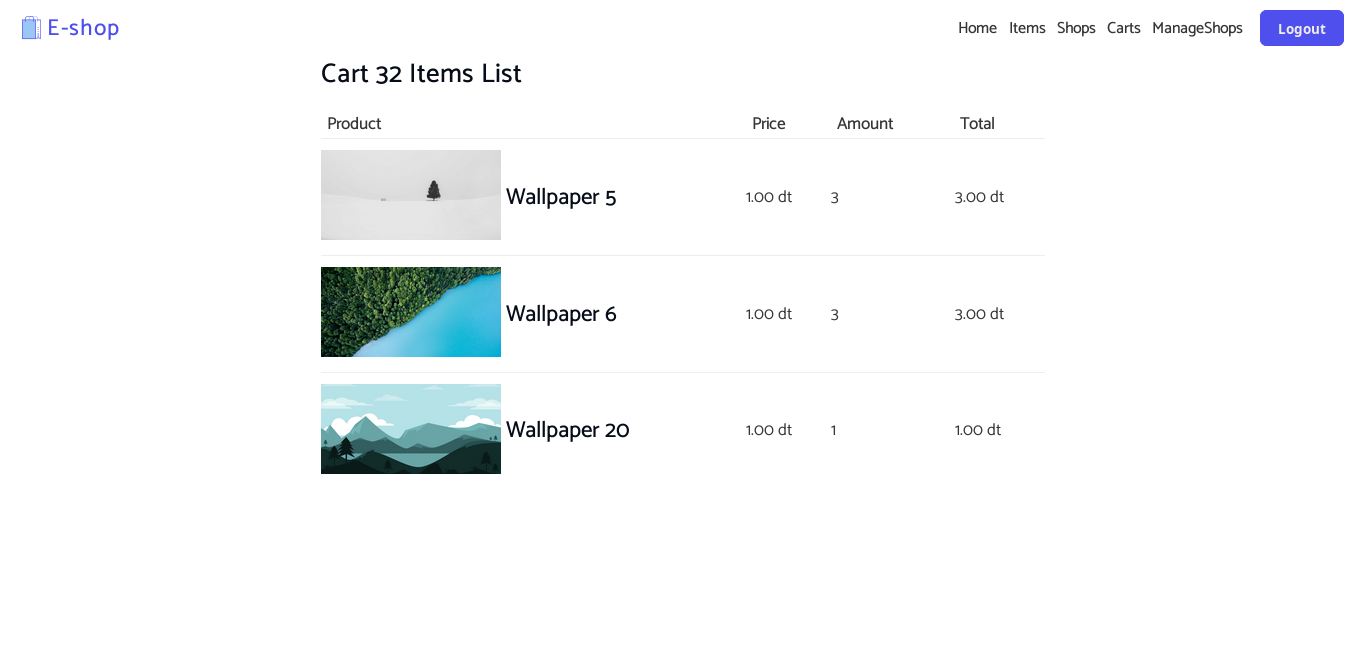 E-shop Home Items Shops Carts ManageShops Logout
Cart 32 Items List
Product Price Amount Total
Wallpaper 5 1.00 dt 3 3.00 dt
Wallpaper 6 1.00 dt 3 3.00 dt
Wallpaper 20 1.00 dt 1 1.00 dt